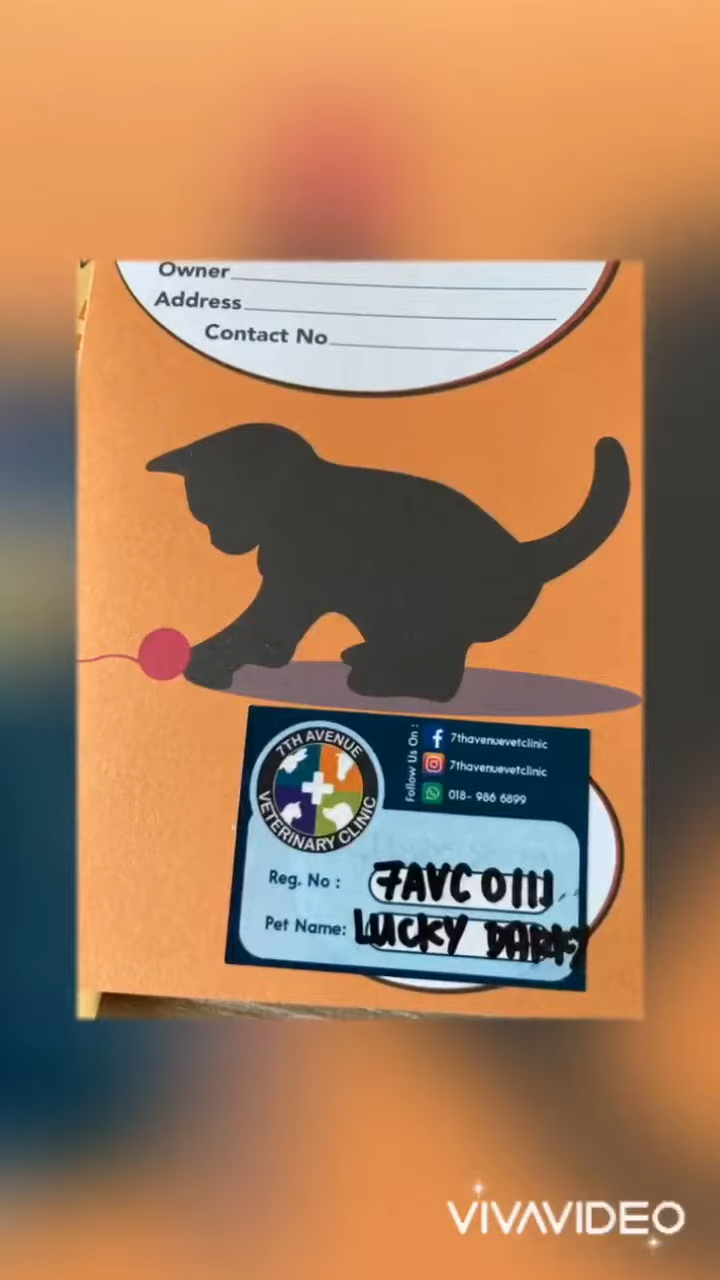 Owner
Address
Contact No
7TH AVENUE
VETERINARY CLINIC
Follow Us On :
7thavenuevetclinic
7thavenuevetclinic
018- 986 6899
Reg. No :
7AVC 0111
Pet Name:
LUCKY
VIVAVIDEO